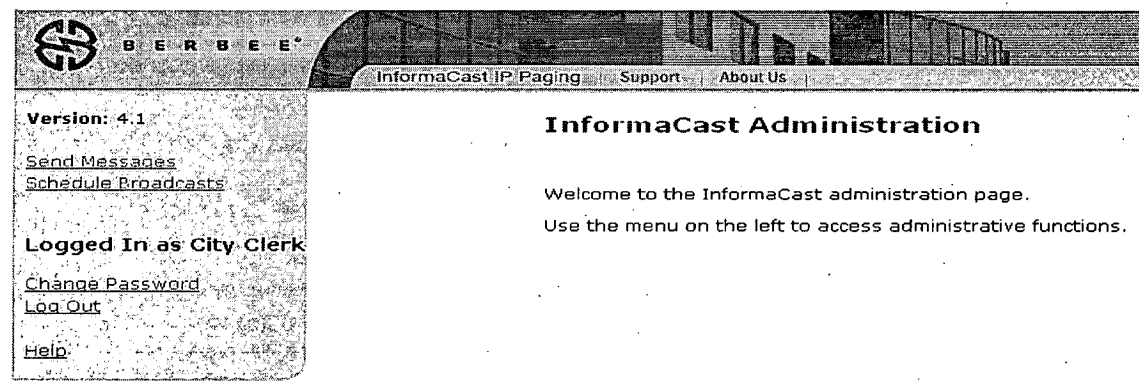 BERBEE®
InformaCast IP Paging | Support | About Us |
Version: 4.1
Send Messages
Schedule Broadcasts
Logged In as City Clerk
Change Password
Log Out
Help
InformaCast Administration
Welcome to the InformaCast administration page.
Use the menu on the left to access administrative functions.